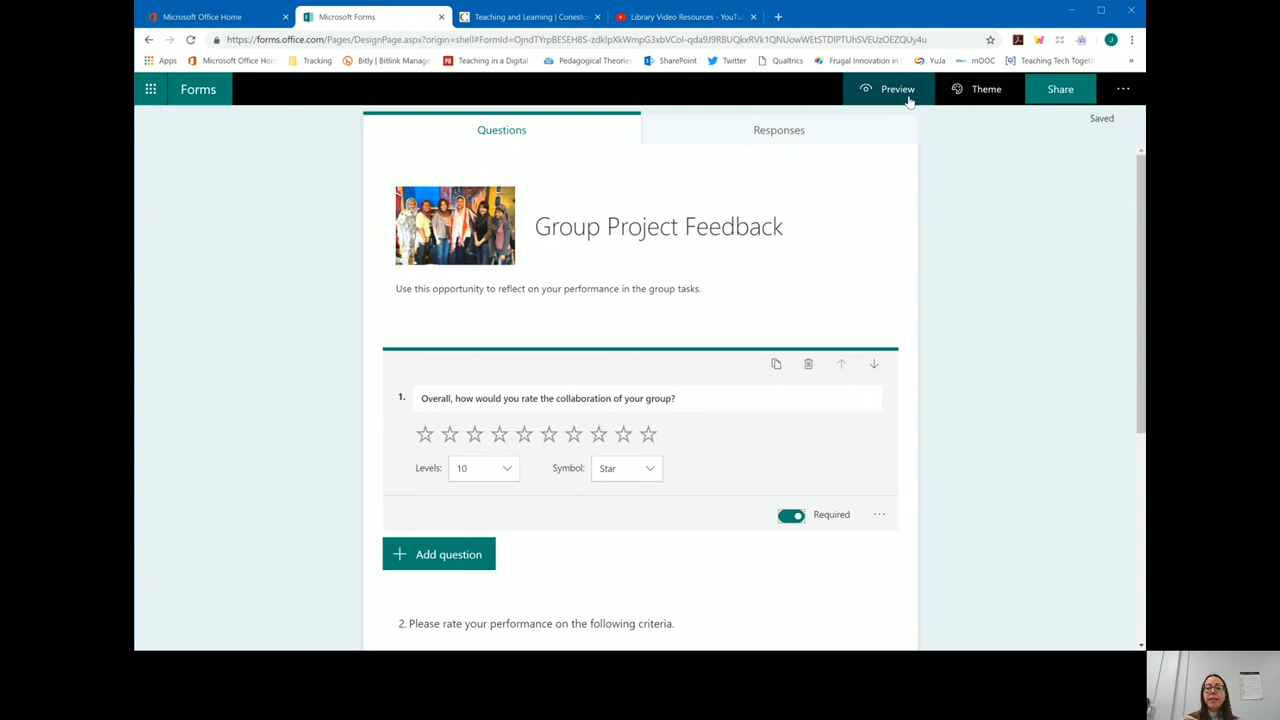 Microsoft Office Home
Microsoft Forms
Teaching and Learning | Conest
Library Video Resources - YouTu
https://forms.office.com/Pages/DesignPage.aspx?origin=shell#FormId=OjndTYrpBESEH8S-zdklpXkWmpG3xbVCol-qda9J9RBUQkxRVk1QNUowWEtSTDlPTUhSVEUzOEZQUy4u
Apps
Microsoft Office Hom
Tracking
Bitly | Bitlink Manage
Teaching in a Digital
Pedagogical Theories
SharePoint
Twitter
Qualtrics
Frugal Innovation in
YuJa
mOOC
Teaching Tech Togeth
Forms
Preview
Theme
Share
Saved
Questions
Responses
Group Project Feedback
Use this opportunity to reflect on your performance in the group tasks.
1. Overall, how would you rate the collaboration of your group?
Levels: 10 Symbol: Star
Required
Add question
2. Please rate your performance on the following criteria.